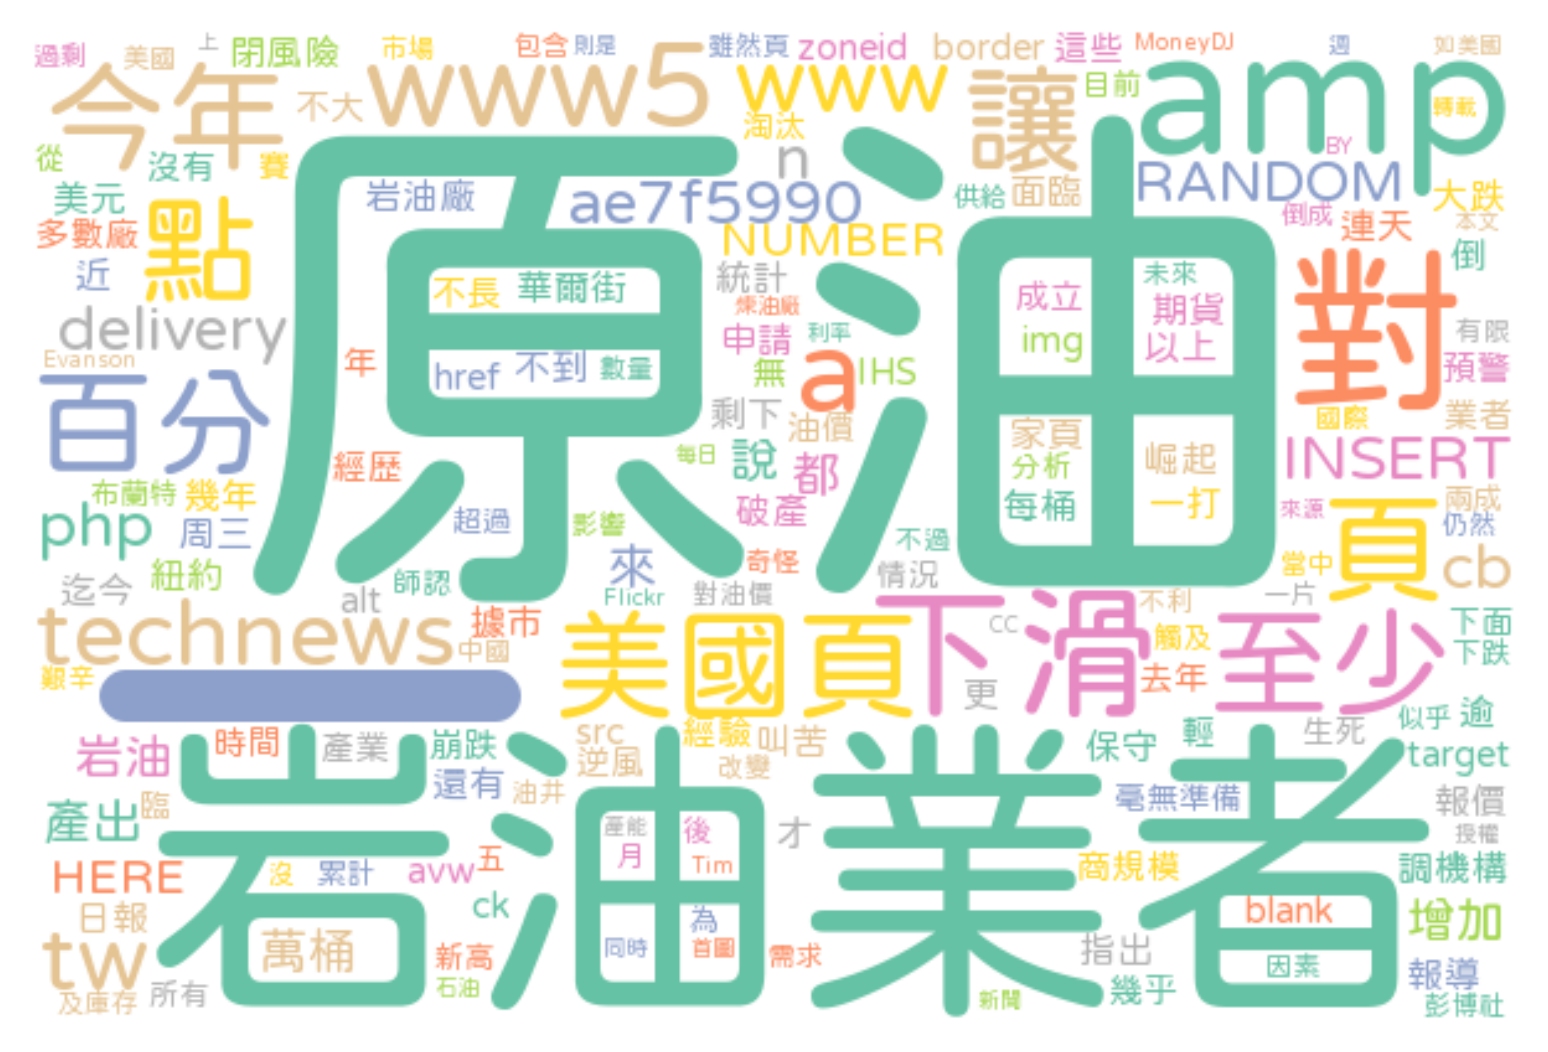 過剩 美國 上 閉風險 市場 包含 則是 雖然頁 zoneid border 這些 MoneyDJ 週 如美國
今年 不大 www5 www 讓 目前 amp 轉載
從 沒有 賽 淘汰 n BY
美元 岩油廠 ae7f5990 供給 面臨 RANDOM 大跌
多數廠 點 NUMBER 倒成 連天 本文
近 原油 倒
delivery 不長 華爾街 統計 成立 未來 對
煉油廠 期貨 有限
Evanson 年 href 不到 數量 申請 利率 img 以上 預警
百分 無 a IHS
剩下 油價 家頁 國際 業者
經歷 每日 說 都 分析 崛起 INSERT
布蘭特 幾年 破產 每桶 一打 來源 頁 兩成
php 周三 超過 影響 不過 仍然
迄今 紐約 師認 來 奇怪 情況 當中 cb
alt Flickr 對油價 一片
technews 據市 美國頁 下滑 cc 不利 至少 下面
中國 觸及 下跌
艱辛 一 更 去年
岩油 時間 產業 崩跌 src 經驗 叫苦 保守 輕 生死 似乎 逾
逆風 改變 target
產出 臨 還有 油井 毫無準備 報價
岩油業者 產能 後 才 授權
HERE 沒 累計 avw 五 月 Tim 商規模 調機構
日報 ck 為 blank 增加
tw 萬桶 新高 同時 首圖 需求 指出 因素 報導
及庫存 所有 石油 新聞 幾乎 彭博社